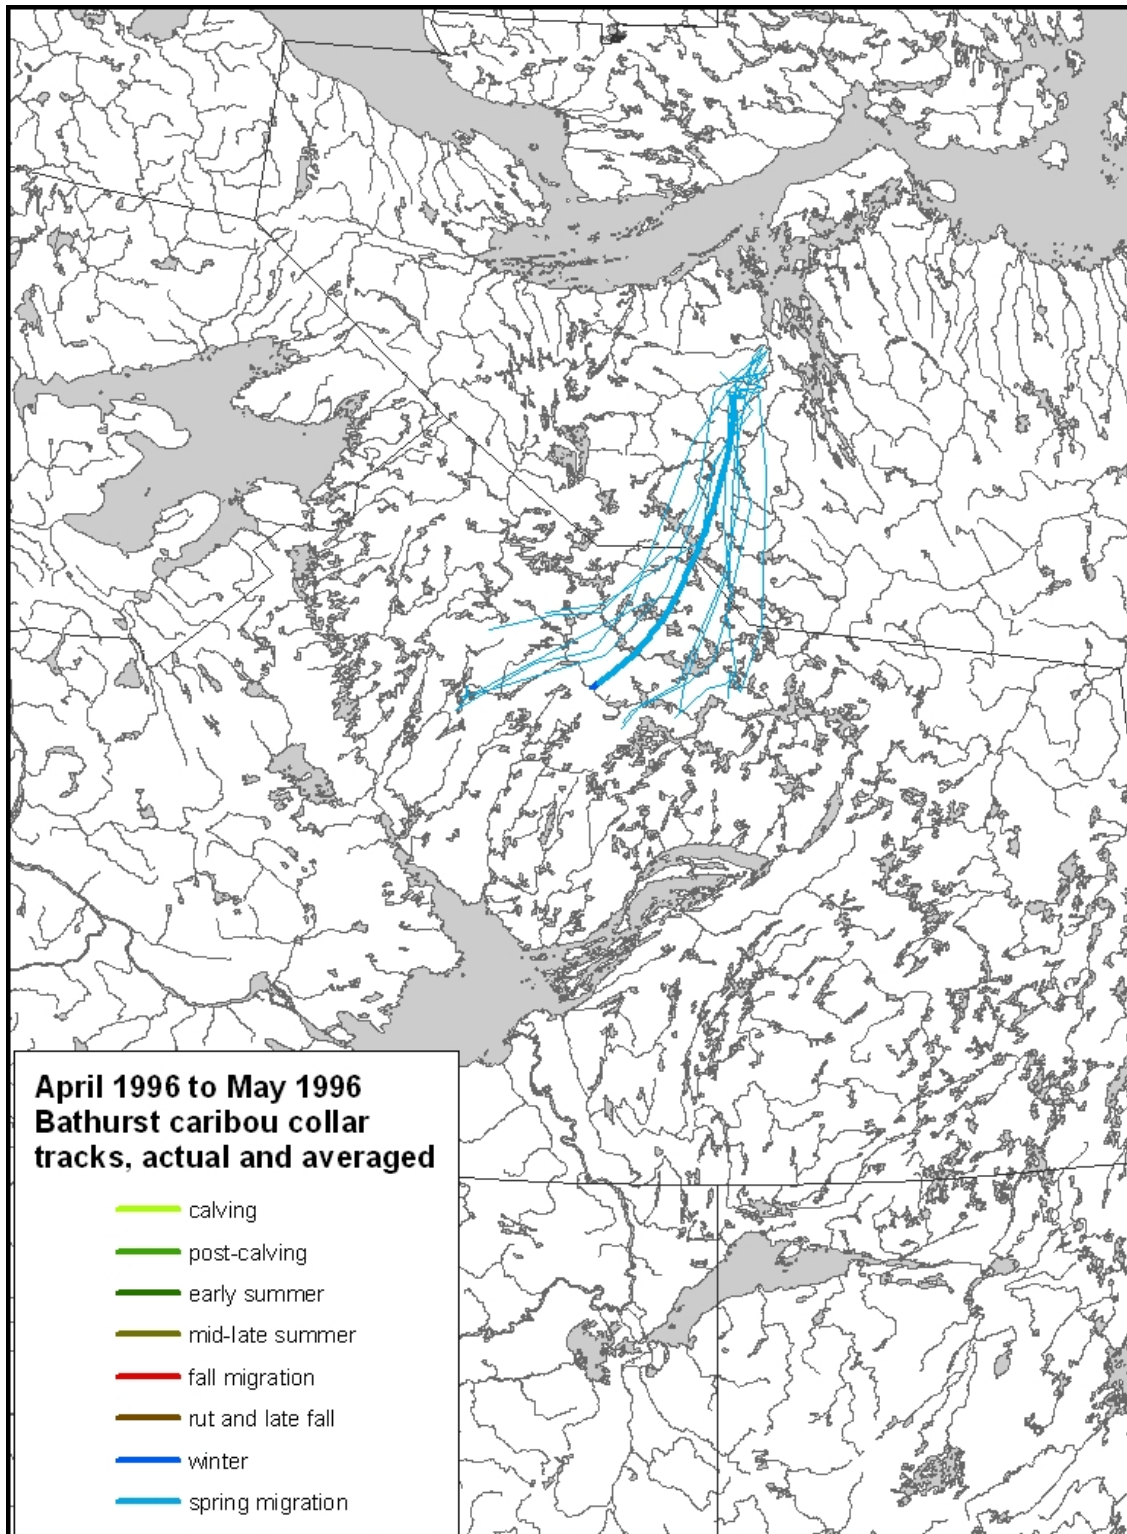 April 1996 to May 1996
Bathurst caribou collar
tracks, actual and averaged
calving
post-calving
early summer
mid-late summer
fall migration
rut and late fall
winter
spring migration